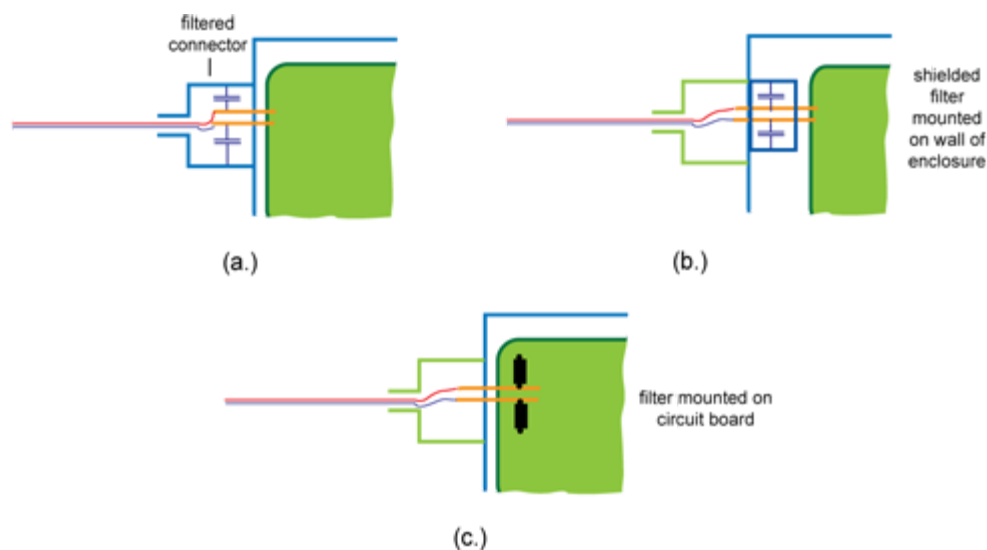 filtered
connector
shielded
filter
mounted
on wall of
enclosure
(a.)
(b.)
filter mounted on
circuit board
(c.)